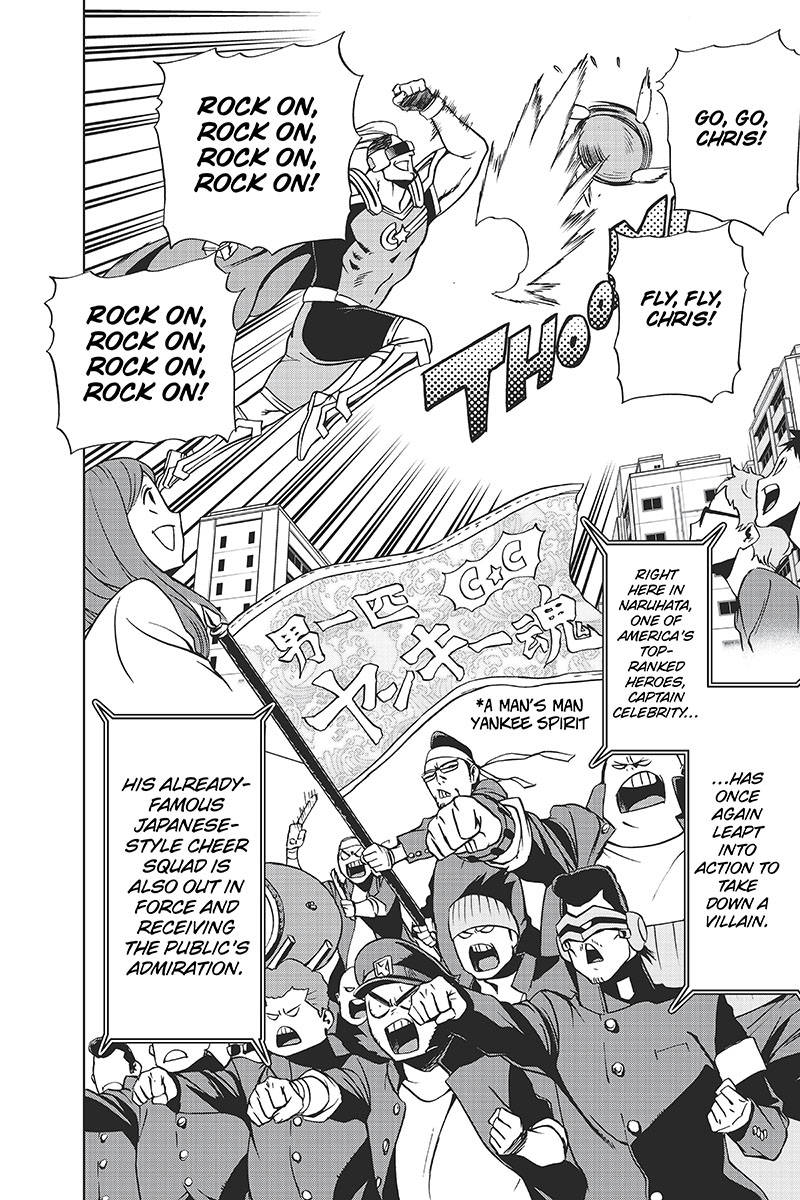 GO, GO,
CHRIS!
FLY, FLY,
CHRIS!
ROCK ON,
ROCK ON,
ROCK ON,
ROCK ON!
ROCK ON,
ROCK ON,
ROCK ON,
ROCK ON!
C☆
RIGHT
HERE IN
NARUHATA,
ONE OF
AMERICA'S
TOP-
RANKED
HEROES,
CAPTAIN
CELEBRITY...
C☆C
男一匹
ヤンキー魂
*A MAN'S MAN
YANKEE SPIRIT
...HAS
ONCE
AGAIN
LEAPT
INTO
ACTION TO
TAKE
DOWN A
VILLAIN.
HIS ALREADY-
FAMOUS
JAPANESE-
STYLE CHEER
SQUAD IS
ALSO OUT IN
FORCE AND
RECEIVING
THE PUBLIC'S
ADMIRATION.